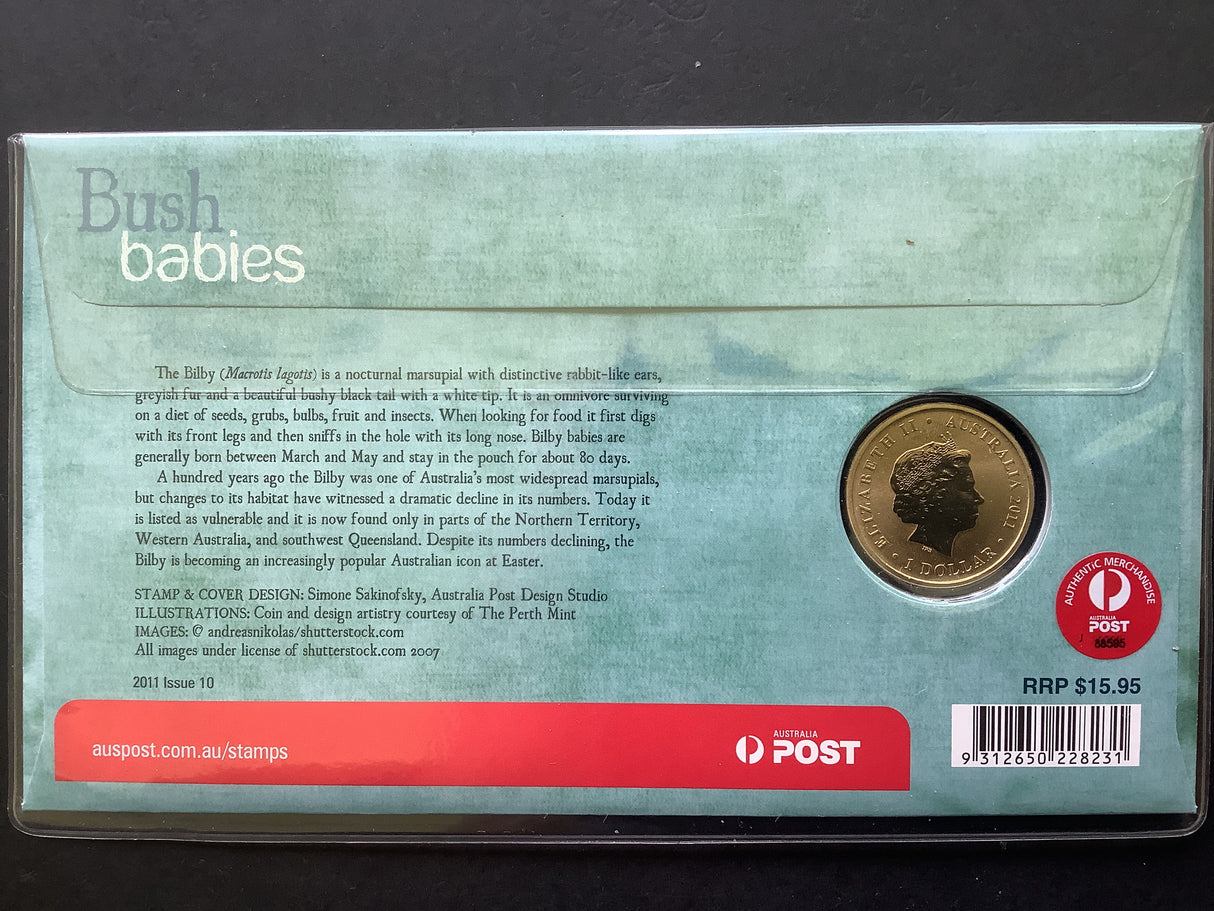 Bush
babies
The Bilby (Macrotis lagotis) is a nocturnal marsupial with distinctive rabbit-like ears,
greyish fur and a beautiful bushy black tail with a white tip. It is an omnivore surviving
on a diet of seeds, grubs, bulbs, fruit and insects. When looking for food it first digs
with its front legs and then sniffs in the hole with its long nose. Bilby babies are
generally born between March and May and stay in the pouch for about 80 days.
A hundred years ago the Bilby was one of Australia's most widespread marsupials,
but changes to its habitat have witnessed a dramatic decline in its numbers. Today it
is listed as vulnerable and it is now found only in parts of the Northern Territory,
Western Australia, and southwest Queensland. Despite its numbers declining, the
Bilby is becoming an increasingly popular Australian icon at Easter.
STAMP & COVER DESIGN: Simone Sakinofsky, Australia Post Design Studio
ILLUSTRATIONS: Coin and design artistry courtesy of The Perth Mint
IMAGES: © andreasnikolas/shutterstock.com
All images under license of shutterstock.com 2007
2011 Issue 10
auspost.com.au/stamps
AUSTRALIA
POST
ELIZABETH II • AUSTRALIA 2011
• 1 DOLLAR •
AUTHENTIC MERCHANDISE
AUSTRALIA
POST
RRP $15.95
9 312650 228231